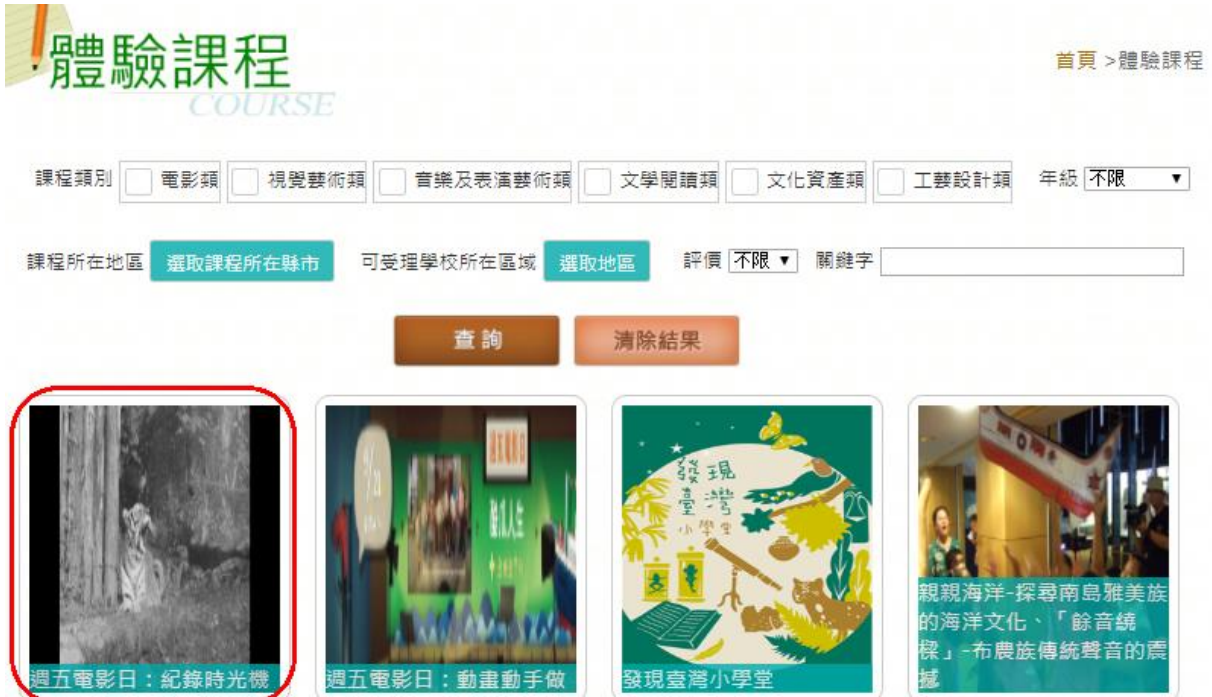 體驗課程
COURSE
首頁 >體驗課程
課程類別 電影類 視覺藝術類 音樂及表演藝術類 文學閱讀類 文化資產類 工藝設計類 年級 不限
課程所在地區 選取課程所在縣市 可受理學校所在區域 選取地區 評價 不限 關鍵字
查詢 清除結果
發現
臺灣
小學堂
酸瓜人生
週五電影日：紀錄時光機
週五電影日：動畫動手做
發現臺灣小學堂
親親海洋-探尋南島雅美族
的海洋文化、「餘音繞
樑」-布農族傳統聲音的震
撼